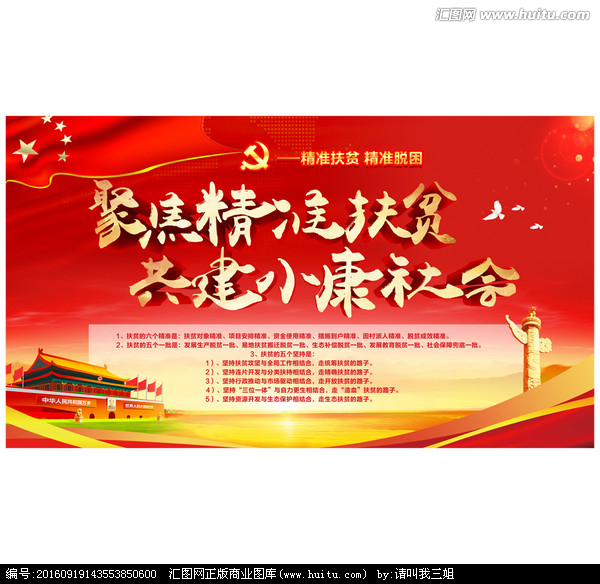 汇图网 www.huitu.com
一精准扶贫 精准脱困
聚焦精准扶贫
共建小康社会
1、扶贫的六个精准是：扶贫对象精准、项目安排精准、资金使用精准、措施到户精准、因村派人精准、脱贫成效精准。
2、扶贫的五个一批是：发展生产脱贫一批、易地扶贫搬迁脱贫一批、生态补偿脱贫一批、发展教育脱贫一批、社会保障兜底一批。
3、扶贫的五个坚持是：
1）、坚持扶贫攻坚与全局工作相结合，走统筹扶贫的路子。
2）、坚持连片开发与分类扶持相结合，走精确扶贫的路子。
3）、坚持行政推动与市场驱动相结合，走开放扶贫的路子。
4）、坚持“三位一体”与自力更生相结合，走“造血”扶贫的路子。
5）、坚持资源开发与生态保护相结合，走生态扶贫的路子。
中华人民共和国万岁
世界人民大团结万岁
编号:20160919143553850600 汇图网正版商业图库(www.huitu.com) by:请叫我三姐